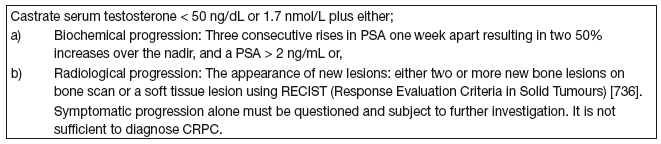 Castrate serum testosterone < 50 ng/dL or 1.7 nmol/L plus either;
a) Biochemical progression: Three consecutive rises in PSA one week apart resulting in two 50%
increases over the nadir, and a PSA > 2 ng/mL or,
b) Radiological progression: The appearance of new lesions: either two or more new bone lesions on
bone scan or a soft tissue lesion using RECIST (Response Evaluation Criteria in Solid Tumours) [736].
Symptomatic progression alone must be questioned and subject to further investigation. It is not
sufficient to diagnose CRPC.